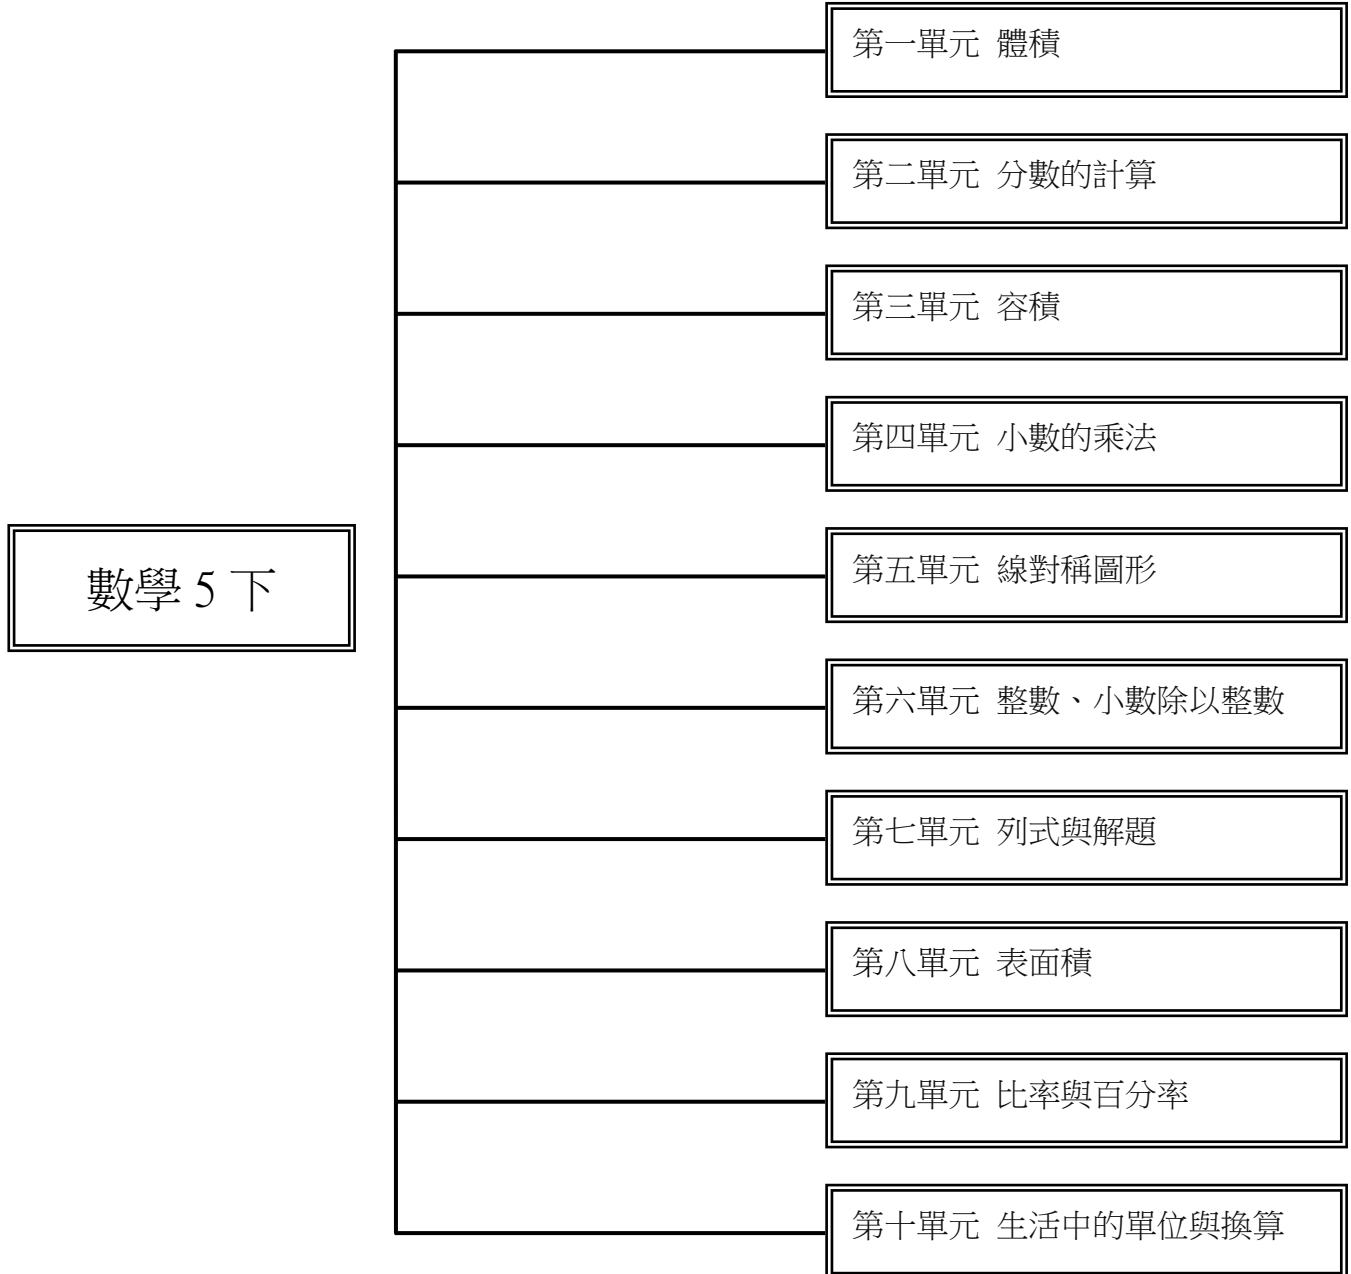 數學 5 下
第一單元 體積
第二單元 分數的計算
第三單元 容積
第四單元 小數的乘法
第五單元 線對稱圖形
第六單元 整數、小數除以整數
第七單元 列式與解題
第八單元 表面積
第九單元 比率與百分率
第十單元 生活中的單位與換算